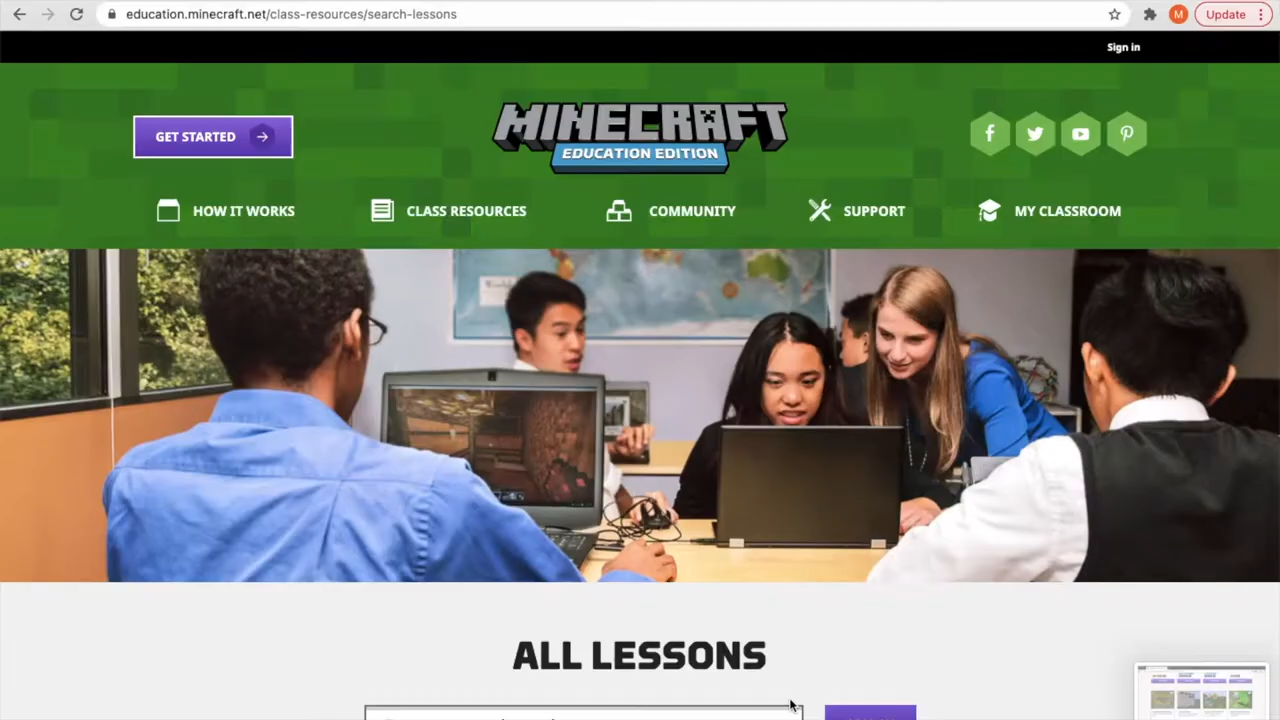 education.minecraft.net/class-resources/search-lessons
M
Update
Sign in
GET STARTED
MINECRAFT
EDUCATION EDITION
HOW IT WORKS
CLASS RESOURCES
COMMUNITY
SUPPORT
MY CLASSROOM
ALL LESSONS